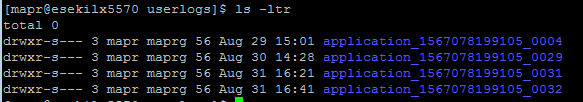 [mapr@esekilx5570 userlogs]$ ls -ltr
total 0
drwxr-s--- 3 mapr maprg 56 Aug 29 15:01 application_1567078199105_0004
drwxr-s--- 3 mapr maprg 56 Aug 30 14:28 application_1567078199105_0029
drwxr-s--- 3 mapr maprg 56 Aug 31 16:21 application_1567078199105_0031
drwxr-s--- 3 mapr maprg 56 Aug 31 16:41 application_1567078199105_0032